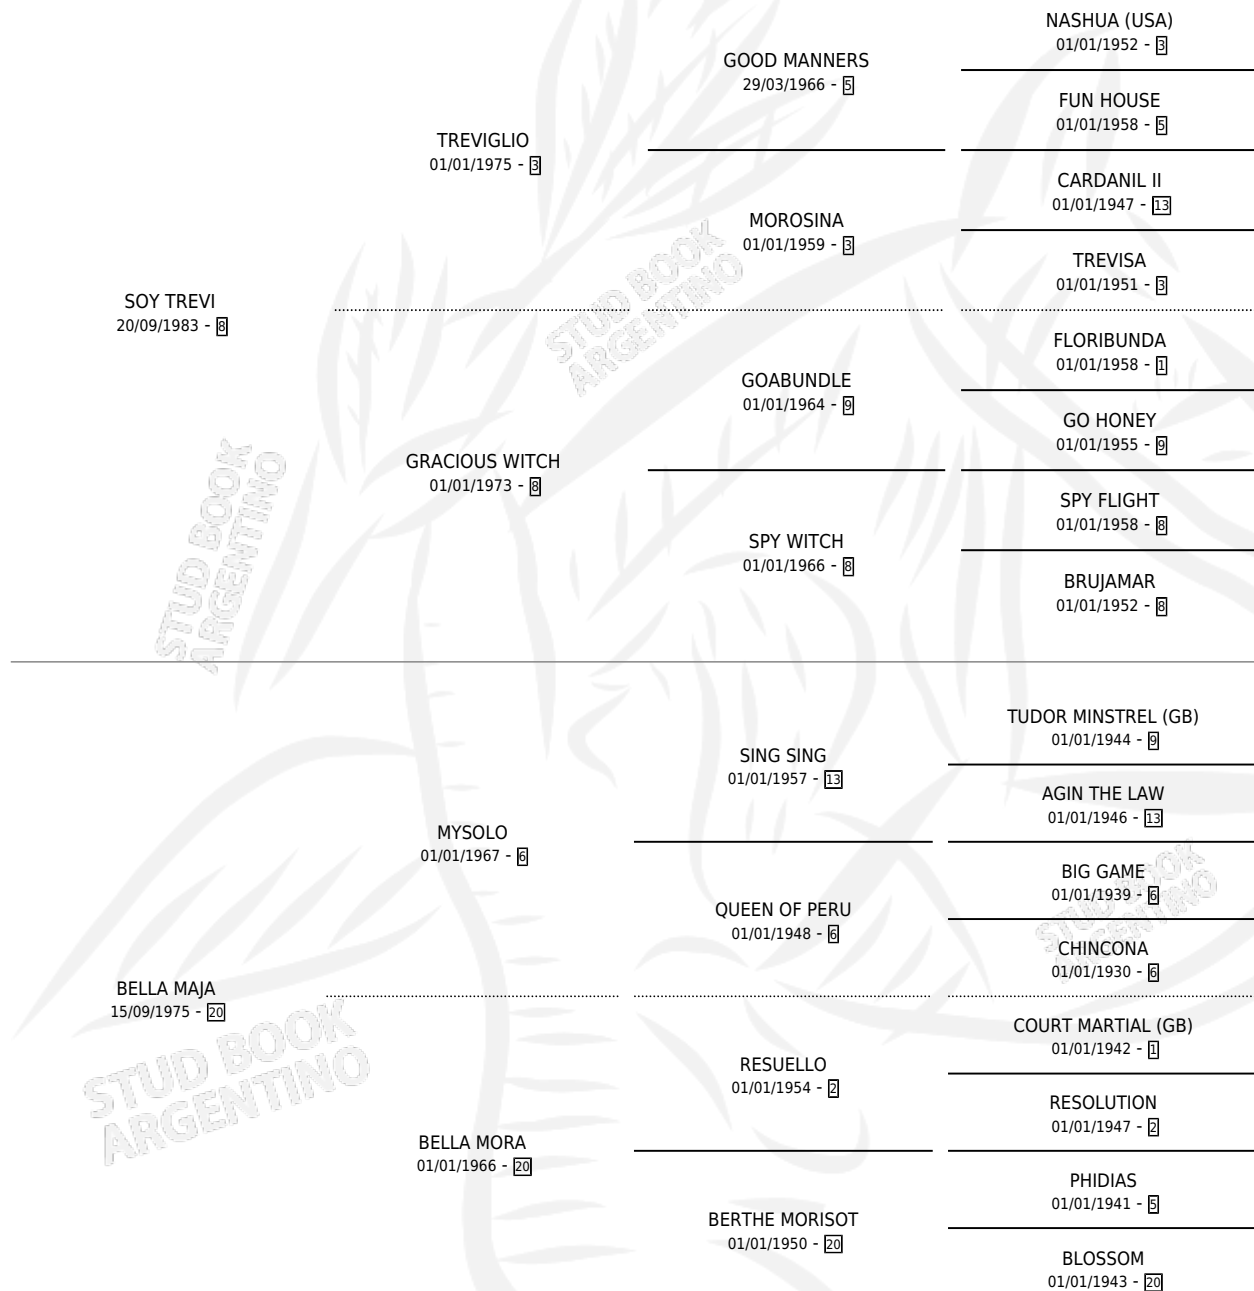 NASHUA (USA)
01/01/1952 - 3
GOOD MANNERS
29/03/1966 - 5
FUN HOUSE
01/01/1958 - 5
TREVIGLIO
01/01/1975 - 3
CARDANIL II
01/01/1947 - 13
MOROSINA
01/01/1959 - 3
TREVISA
01/01/1951 - 3
SOY TREVI
20/09/1983 - 8
FLORIBUNDA
01/01/1958 - 1
GOABUNDLE
01/01/1964 - 9
GO HONEY
01/01/1955 - 9
GRACIOUS WITCH
01/01/1973 - 8
SPY FLIGHT
01/01/1958 - 8
SPY WITCH
01/01/1966 - 8
BRUJAMAR
01/01/1952 - 8
TUDOR MINSTREL (GB)
01/01/1944 - 9
SING SING
01/01/1957 - 13
AGIN THE LAW
01/01/1946 - 13
MYSOLO
01/01/1967 - 6
BIG GAME
01/01/1939 - 6
QUEEN OF PERU
01/01/1948 - 6
CHINCONA
01/01/1930 - 6
BELLA MAJA
15/09/1975 - 20
COURT MARTIAL (GB)
01/01/1942 - 1
RESUELLO
01/01/1954 - 2
RESOLUTION
01/01/1947 - 2
BELLA MORA
01/01/1966 - 20
PHIDIAS
01/01/1941 - 5
BERTHE MORISOT
01/01/1950 - 20
BLOSSOM
01/01/1943 - 20
STUD BOOK
ARGENTINO
STUD BOOK
ARGENTINO
STUD BOOK
ARGENTINO
STUD BOOK
ARGENTINO